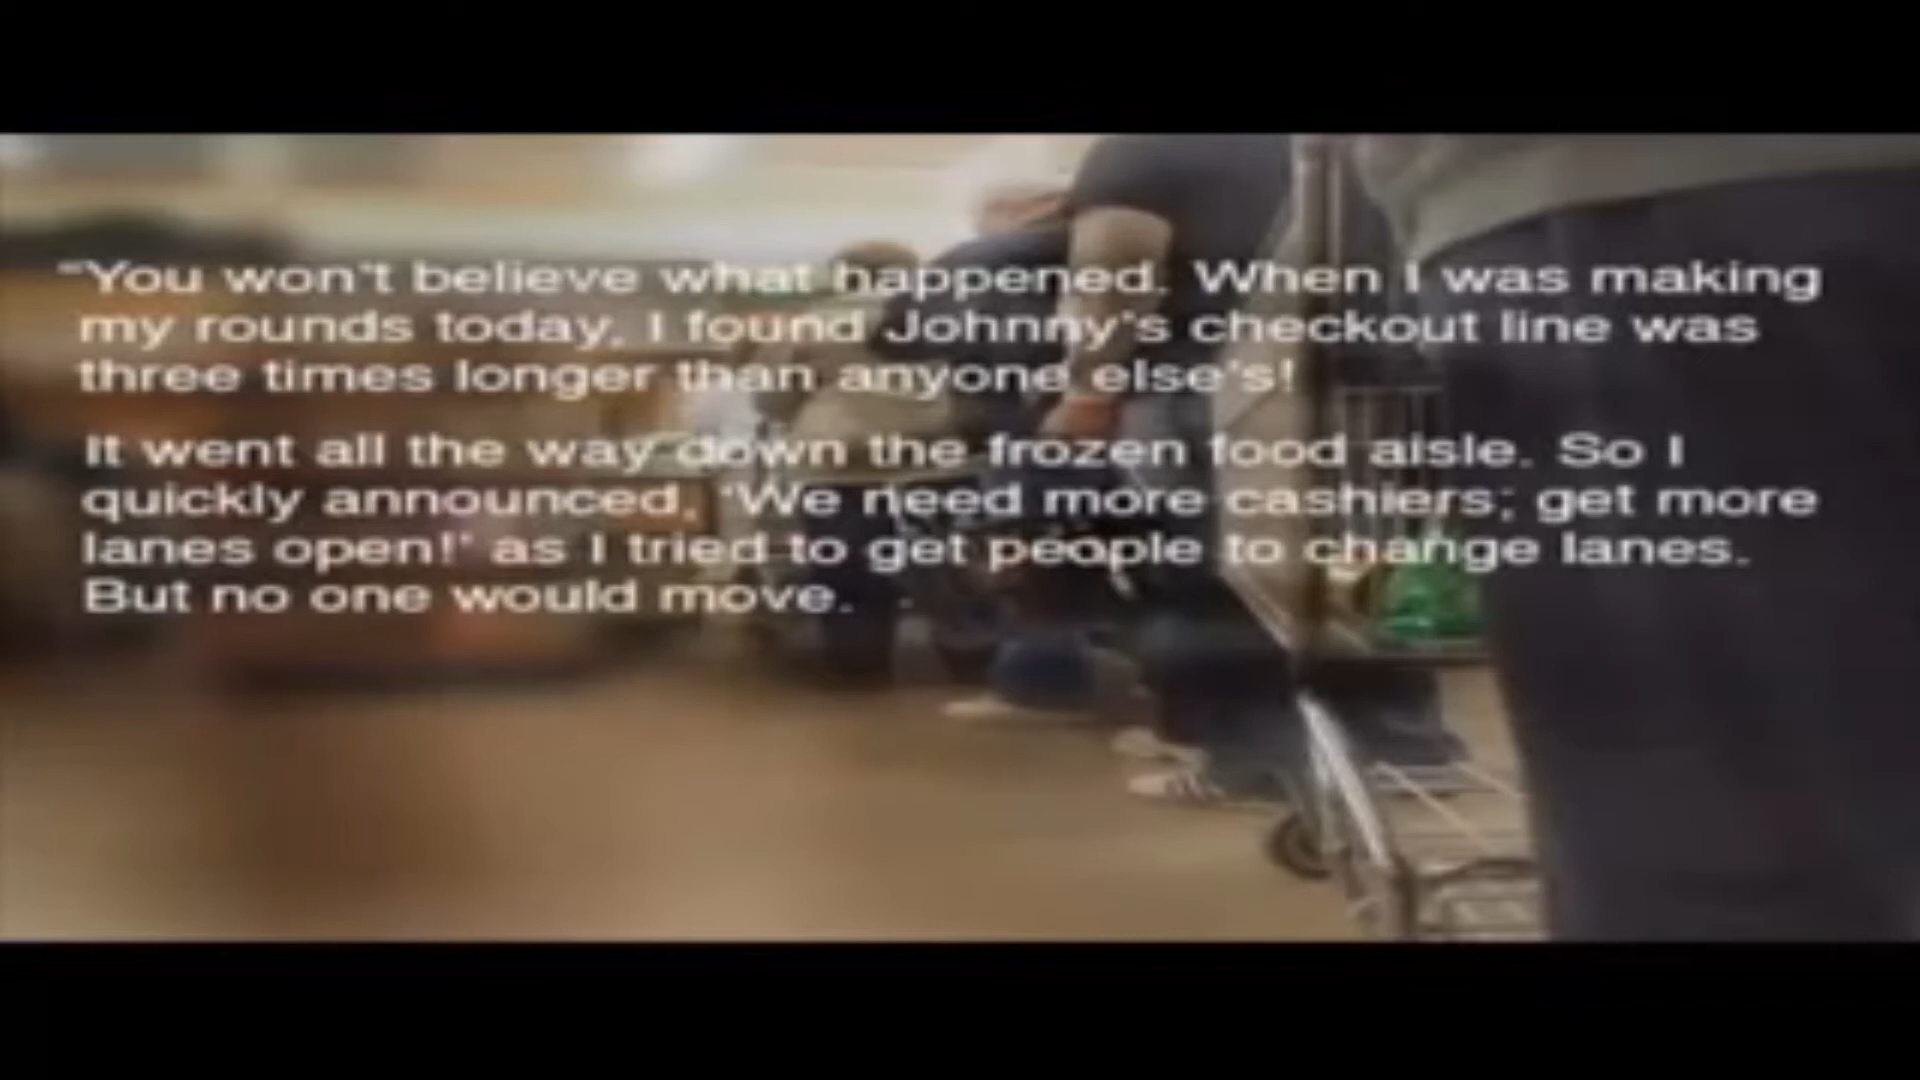 "You won't believe what happened. When I was making
my rounds today, I found Johnny's checkout line was
three times longer than anyone else's!
It went all the way down the frozen food aisle. So I
quickly announced, 'We need more cashiers; get more
lanes open!' as I tried to get people to change lanes.
But no one would move.